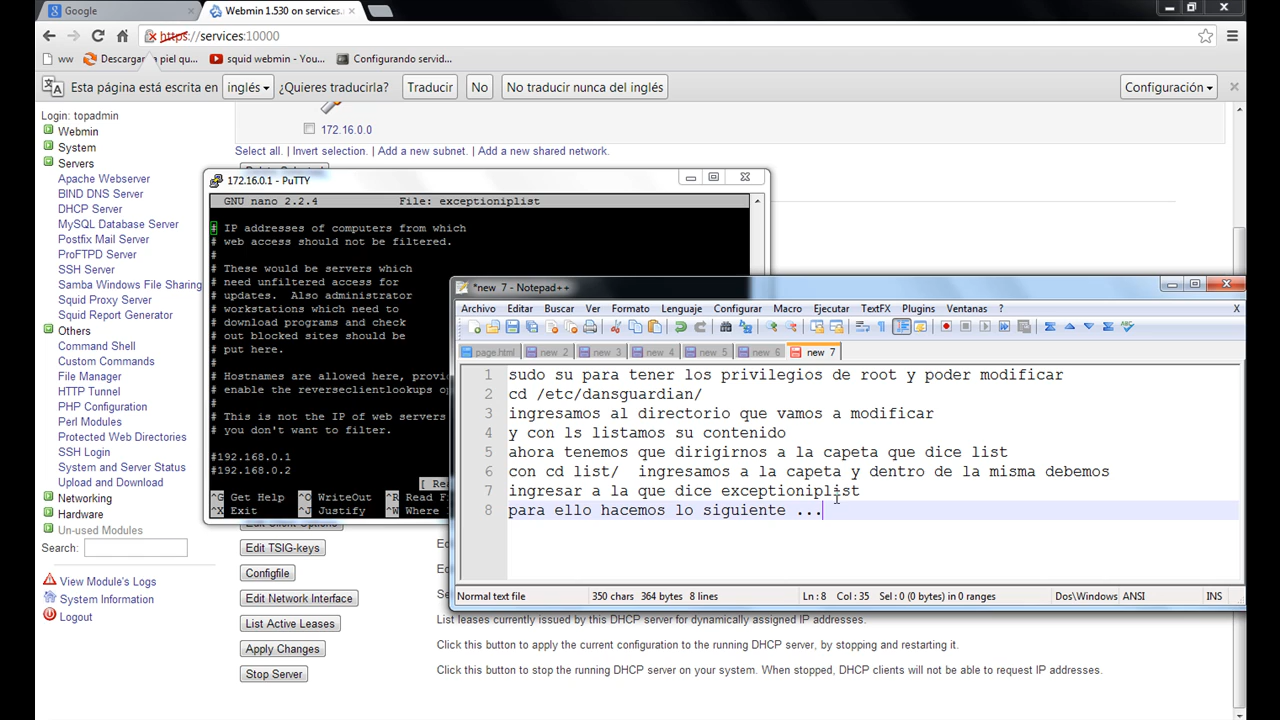 Google
Webmin 1.530 on services.
https://services:10000
ww
Descargar a piel qu...
squid webmin - You...
Configurando servid...
Esta página está escrita en
inglés
¿Quieres traducirla?
Traducir
No
No traducir nunca del inglés
Configuración
Login: topadmin
Webmin
System
Servers
Apache Webserver
BIND DNS Server
DHCP Server
MySQL Database Server
Postfix Mail Server
ProFTPD Server
SSH Server
Samba Windows File Sharing
Squid Proxy Server
Squid Report Generator
Others
Command Shell
Custom Commands
File Manager
HTTP Tunnel
PHP Configuration
Perl Modules
Protected Web Directories
SSH Login
System and Server Status
Upload and Download
Networking
Hardware
Un-used Modules
Search:
View Module's Logs
System Information
Logout
172.16.0.0
Select all. | Invert selection. | Add a new subnet. | Add a new shared network.
172.16.0.1 - PuTTY
GNU nano 2.2.4 File: exceptioniplist
# IP addresses of computers from which
# web access should not be filtered.
#
# These would be servers which
# need unfiltered access for
# updates. Also administrator
# workstations which need to
# download programs and check
# out blocked sites should be
# put here.
#
# Hostnames are allowed here, provi
# enable the reverseclientlookups op
#
# This is not the IP of web servers
# you don't want to filter.
#192.168.0.1
#192.168.0.2
[ Rea
^G Get Help ^O WriteOut ^R Read F
^X Exit ^J Justify ^W Where
*new 7 - Notepad++
Archivo Editar Buscar Ver Formato Lenguaje Configurar Macro Ejecutar TextFX Plugins Ventanas ? X
page.html new 2 new 3 new 4 new 5 new 6 new 7
1 sudo su para tener los privilegios de root y poder modificar
2 cd /etc/dansguardian/
3 ingresamos al directorio que vamos a modificar
4 y con ls listamos su contenido
5 ahora tenemos que dirigirnos a la capeta que dice list
6 con cd list/ ingresamos a la capeta y dentro de la misma debemos
7 ingresar a la que dice exceptioniplist
8 para ello hacemos lo siguiente ...
Normal text file 350 chars 364 bytes 8 lines Ln : 8 Col : 35 Sel : 0 (0 bytes) in 0 ranges Dos\Windows ANSI INS
Edit Client Options
Edit TSIG-keys
Configfile
Edit Network Interface
List Active Leases
List leases currently issued by this DHCP server for dynamically assigned IP addresses.
Apply Changes
Click this button to apply the current configuration to the running DHCP server, by stopping and restarting it.
Stop Server
Click this button to stop the running DHCP server on your system. When stopped, DHCP clients will not be able to request IP addresses.